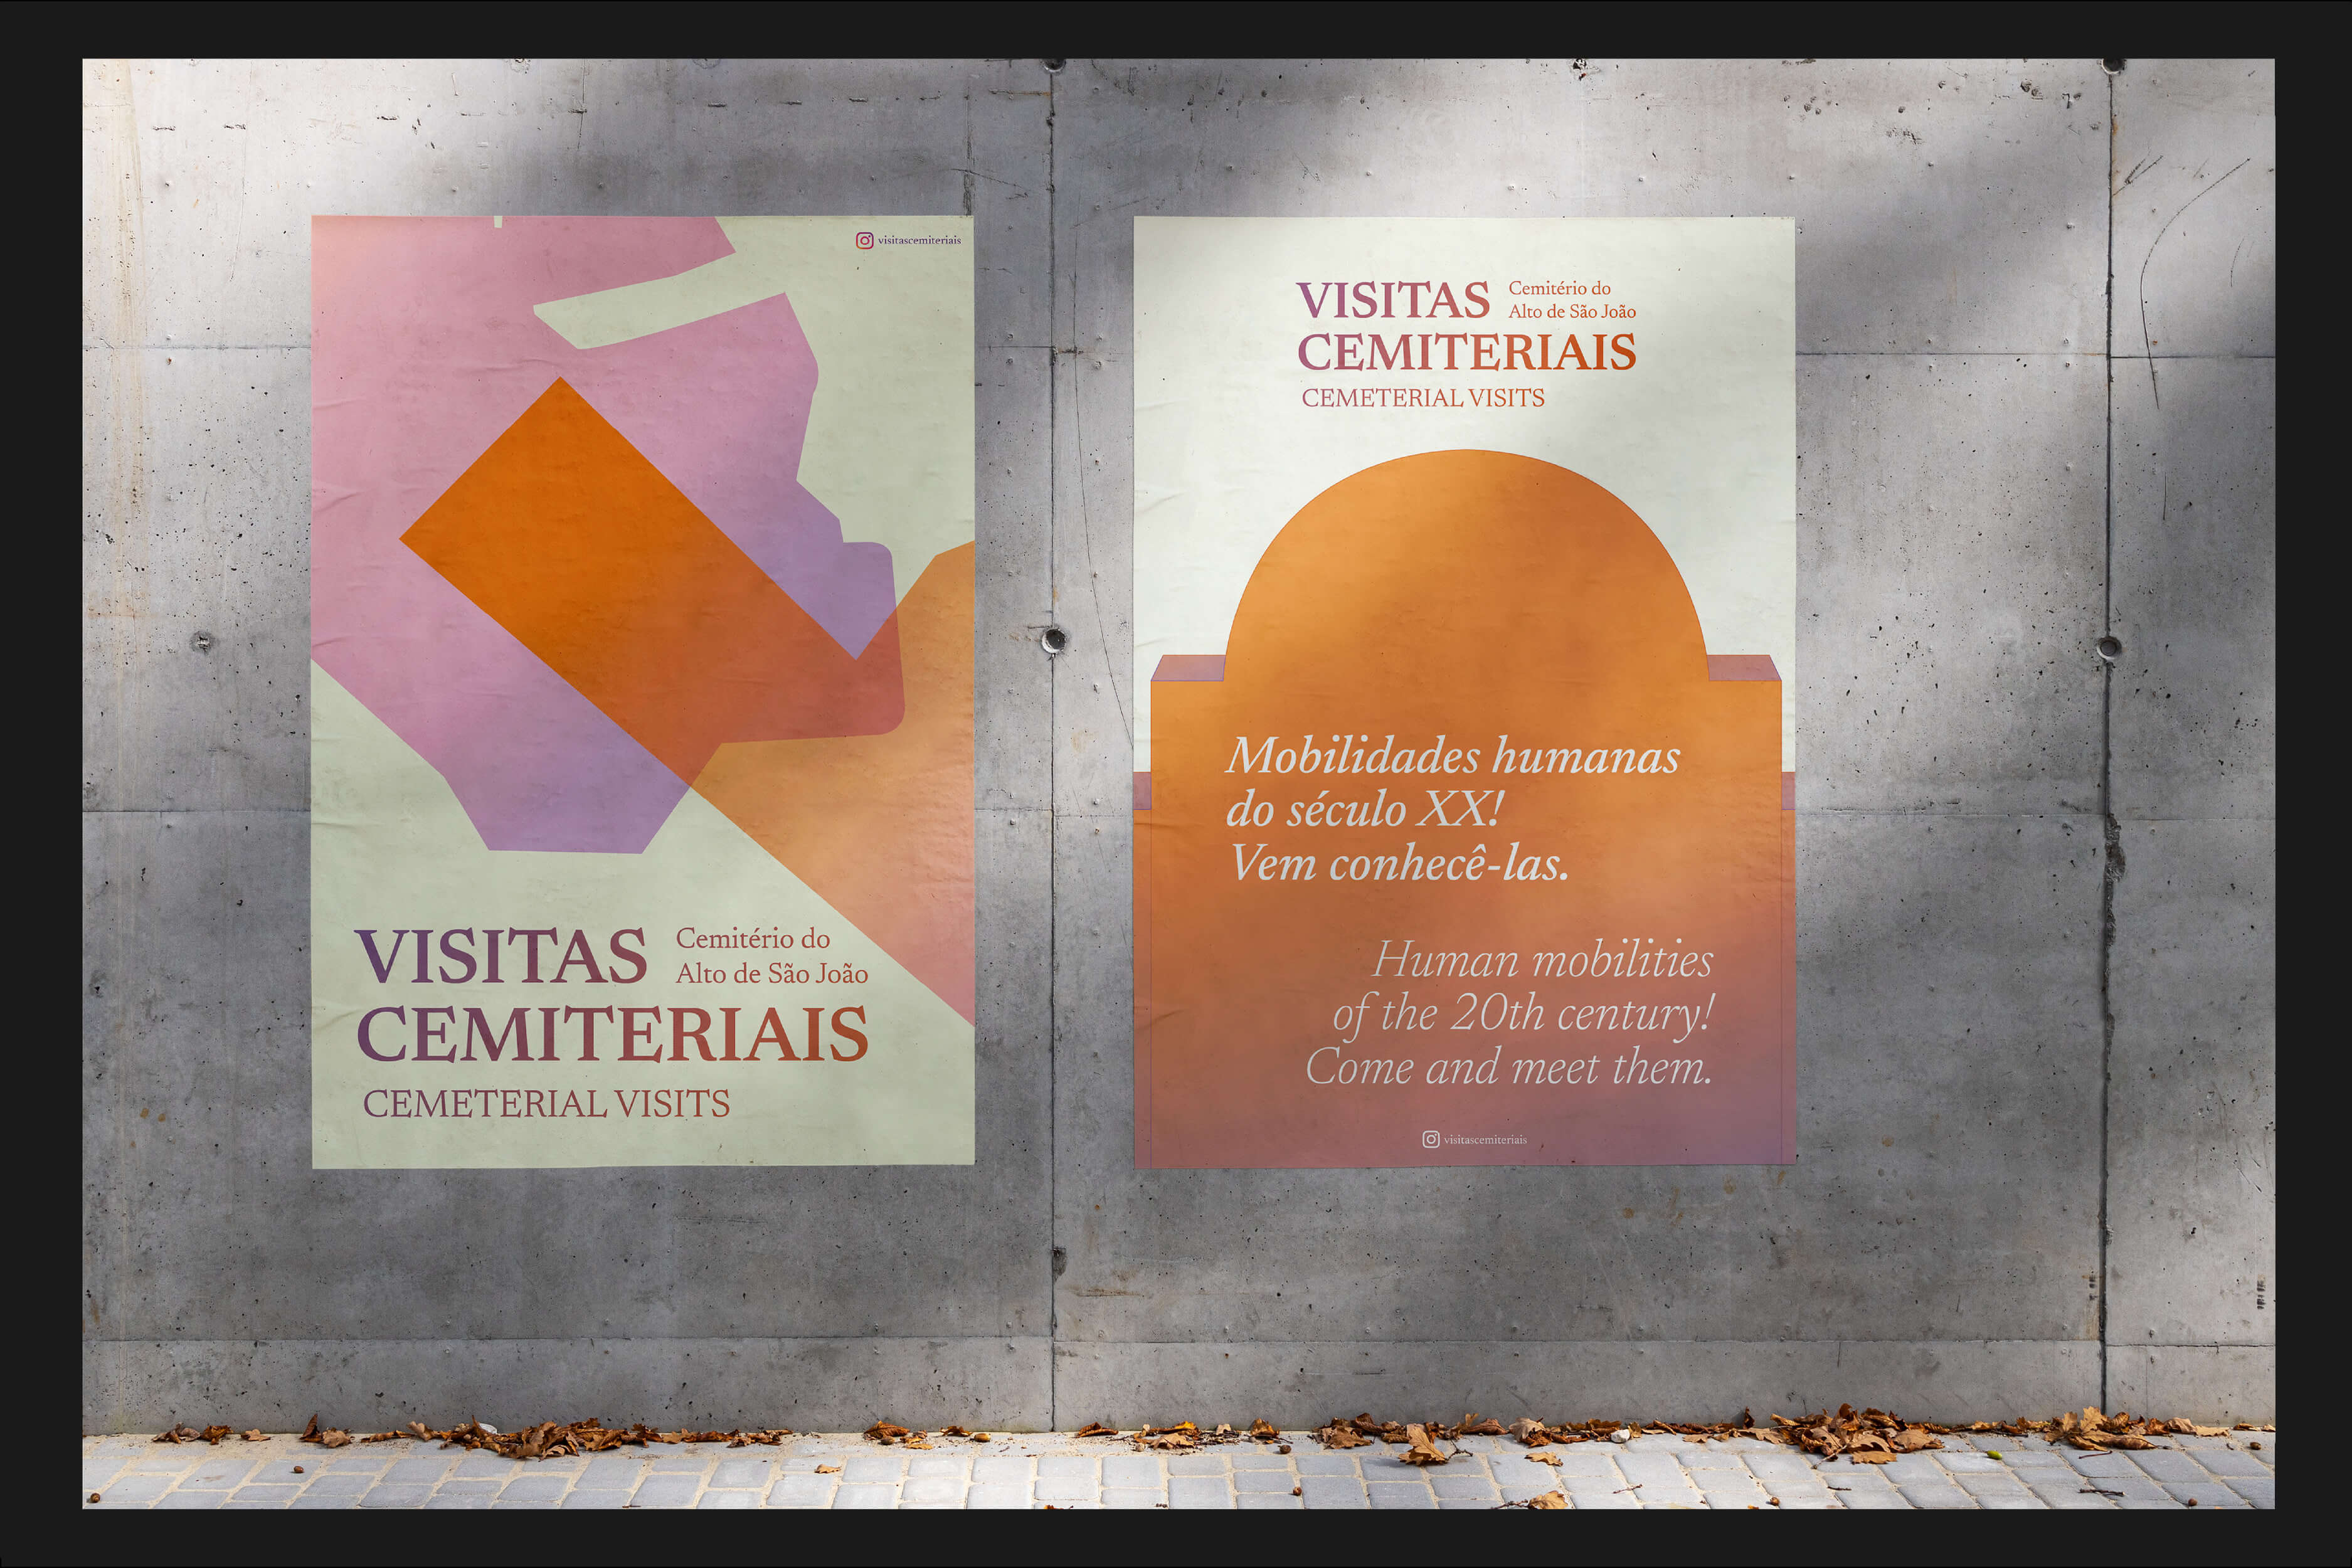 visitascemiteriais
VISITAS
Cemitério do
Alto de São João
CEMITERIAIS
CEMETERIAL VISITS
VISITAS
Cemitério do
Alto de São João
CEMITERIAIS
CEMETERIAL VISITS
Mobilidades humanas
do século XX!
Vem conhecê-las.
Human mobilities
of the 20th century!
Come and meet them.
visitascemiteriais